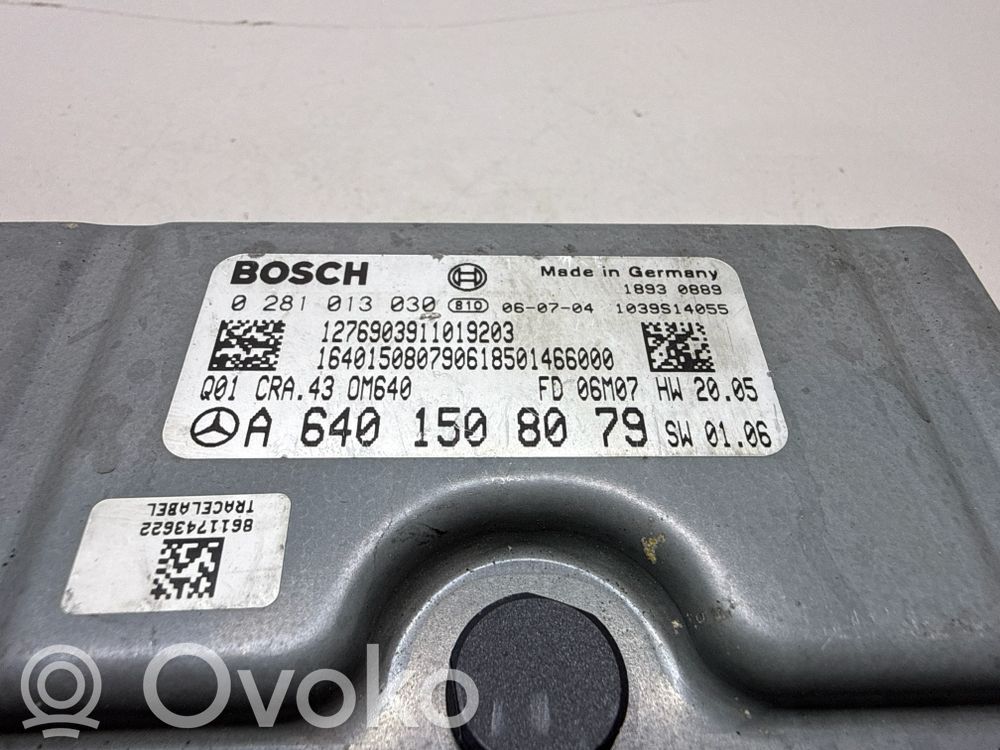 BOSCH
Made in Germany
1893 0889
0 281 013 030 810 06-07-04 1039S14055
1276903911019203
164015080790618501466000
Q01 CRA.43 OM640 FD 06M07 HW 20.05
A 640 150 80 79 SW 01.06
8611743622
TRACELABEL
Ovoko